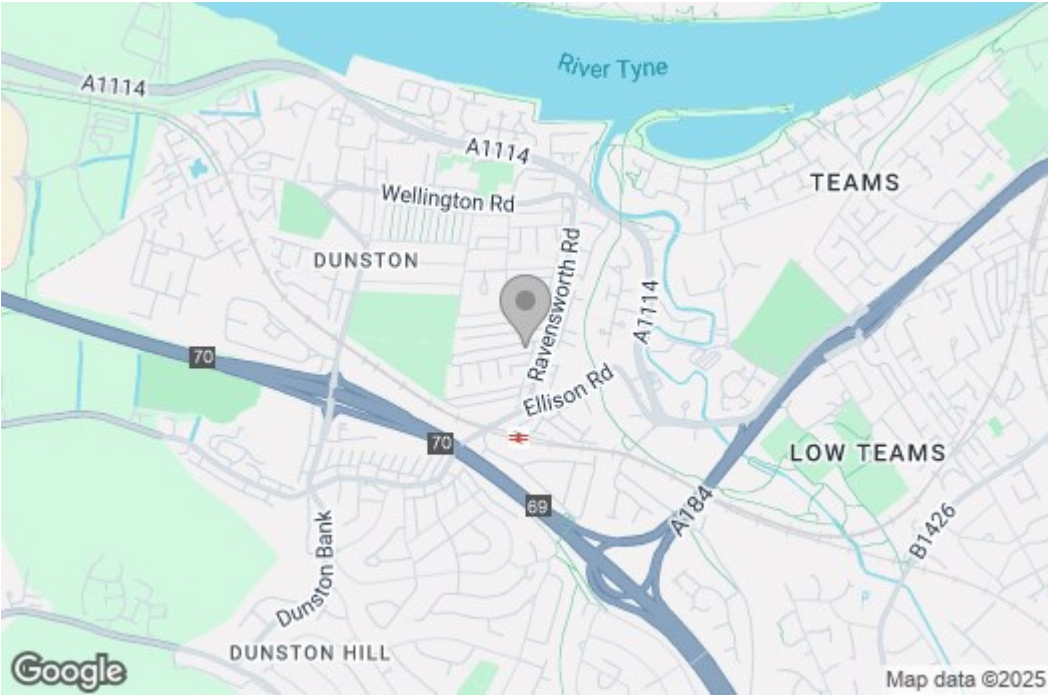 River Tyne
A1114
A1114
TEAMS
Wellington Rd
DUNSTON
Ravensworth Rd
A1114
70
Ellison Rd
70
LOW TEAMS
69
A184
B1426
Dunston Bank
DUNSTON HILL
P
Google
Map data ©2025